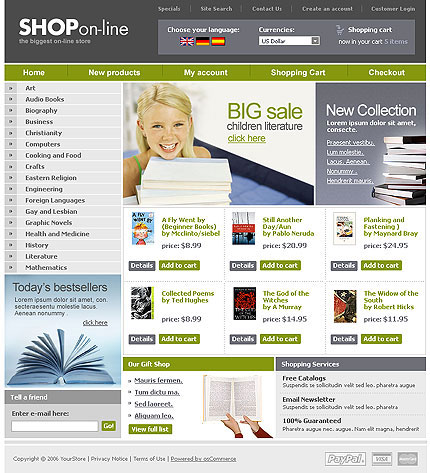 Specials Site Search Contact Us Create an account Customer Login
SHOPon-line
the biggest on-line store
Please choose your language: Currencies: Shopping cart
US Dollar now in your cart 5 items
Home New products My account Shopping Cart Checkout
Art
Audio Books
Biography
Business
Christianity
Computers
Cooking and Food
Crafts
Eastern Religion
Engineering
Foreign Languages
Gay and Lesbian
Graphic Novels
Health and Medicine
History
Literature
Mathematics
BIG sale
children literature
click here
New Collection
Lorem ipsum dolor sit amet,
consecte.
Praesent vestibu.
Lum molestie.
Lacus. Aenean.
Nonummy .
Hendrerit mauris.
A Fly Went by
(Beginner Books)
by Mcclinto/siebel
price: $8.99
Details Add to cart
Still Another
Day/Aun
by Pablo Neruda
price: $20.99
Details Add to cart
Planking and
Fastening )
by Maynard Bray
price: $24.95
Details Add to cart
Collected Poems
by Ted Hughes
price: $8.99
Details Add to cart
The God of the
Witches
by A Murray
price: $14.95
Details Add to cart
The Widow of the
South
by Robert Hicks
price: $11.95
Details Add to cart
Today's bestsellers
Lorem ipsum dolor sit amet, con.
secteraesentu molestie lacus.
Aenean nonummy .
click here
Tell a friend
Enter e-mail here:
Go!
Our Gift Shop
Mauris fermen.
Tum dictu ma.
Sed laoreet.
Aliquam leo.
View full list
Shopping Services
Free Catalogs
Suspendis se sollicitudin velit sed leo. pharetra augue
Email Newsletter
Suspendis se sollicitudin velit sed leo. pharetra
100% Guaranteed
Pharetra augue nec. augue. Nam elit magna. hendrerit.
Copyright © 2006 YourStore | Privacy Notice | Terms of Use | Powered by osCommerce
PayPal VISA